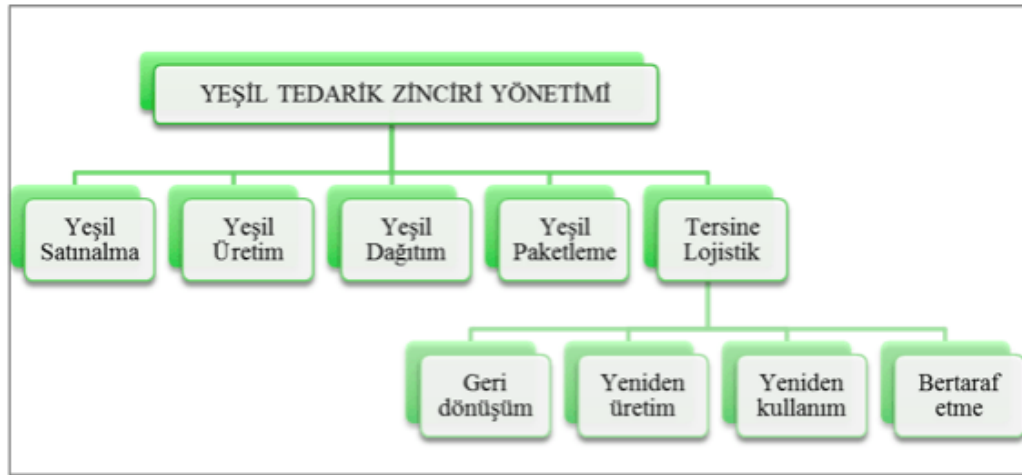 YEŞİL TEDARİK ZİNCİRİ YÖNETİMİ
Yeşil
Satınalma
Yeşil
Üretim
Yeşil
Dağıtım
Yeşil
Paketleme
Tersine
Lojistik
Geri
dönüşüm
Yeniden
üretim
Yeniden
kullanım
Bertaraf
etme